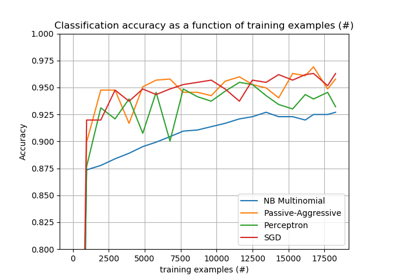 Classification accuracy as a function of training examples (#)
1.000
0.975
0.950
0.925
0.900
0.875
0.850
0.825
0.800
Accuracy
NB Multinomial
Passive-Aggressive
Perceptron
SGD
0 2500 5000 7500 10000 12500 15000 17500
training examples (#)